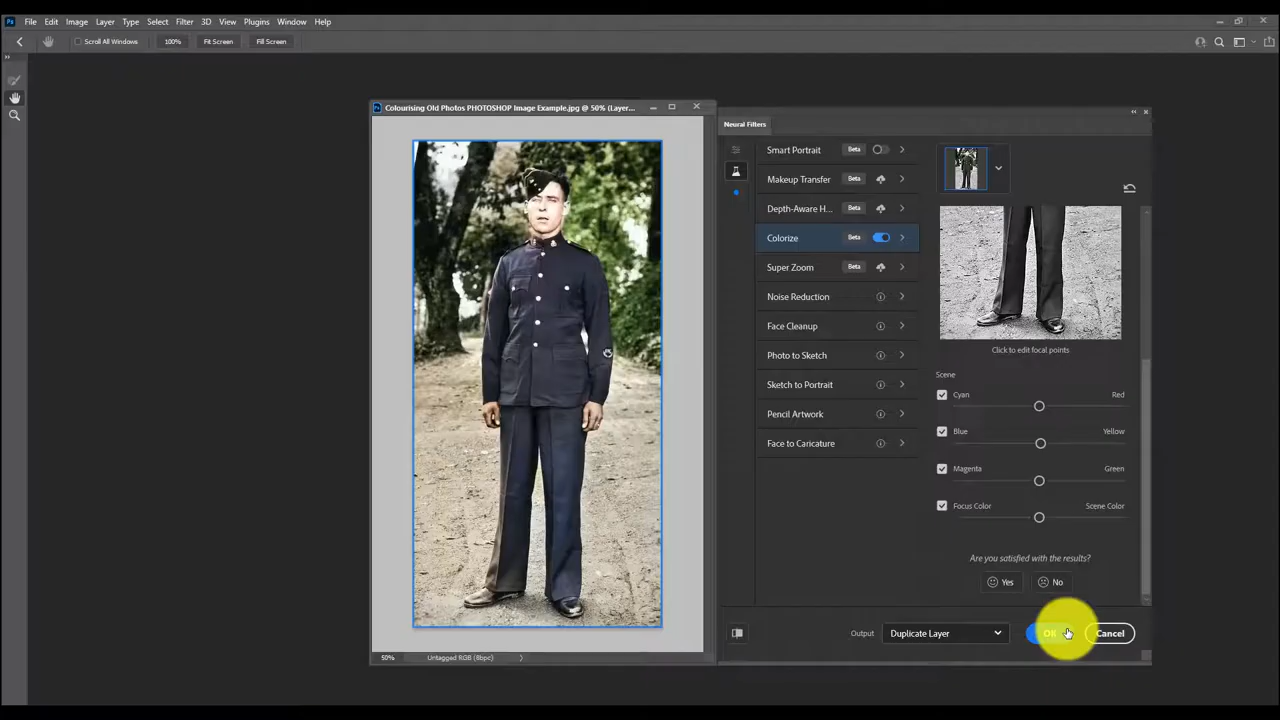 Ps File Edit Image Layer Type Select Filter 3D View Plugins Window Help
Scroll All Windows 100% Fit Screen Fill Screen
Ps Colourising Old Photos PHOTOSHOP Image Example.jpg @ 50% (Layer...
Neural Filters
Smart Portrait Beta
Makeup Transfer Beta
Depth-Aware H... Beta
Colorize Beta
Super Zoom Beta
Noise Reduction
Face Cleanup
Photo to Sketch
Sketch to Portrait
Pencil Artwork
Face to Caricature
Click to edit focal points
Scene
Cyan Red
Blue Yellow
Magenta Green
Focus Color Scene Color
Are you satisfied with the results?
Yes No
Output Duplicate Layer OK Cancel
50% Untagged RGB (8bpc)